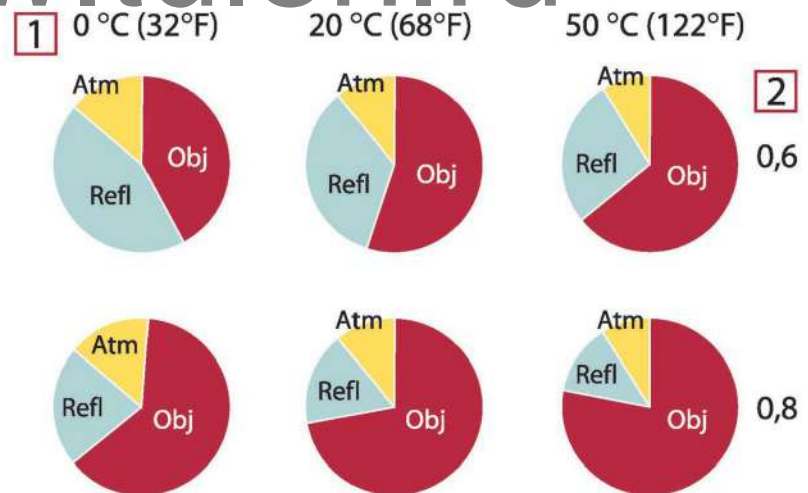 1 0 °C (32°F) 20 °C (68°F) 50 °C (122°F)
2
Atm Atm Atm
Obj Obj Obj
Refl Refl Refl
0,6
Atm Atm Atm
Refl Refl Refl
Obj Obj Obj
0,8